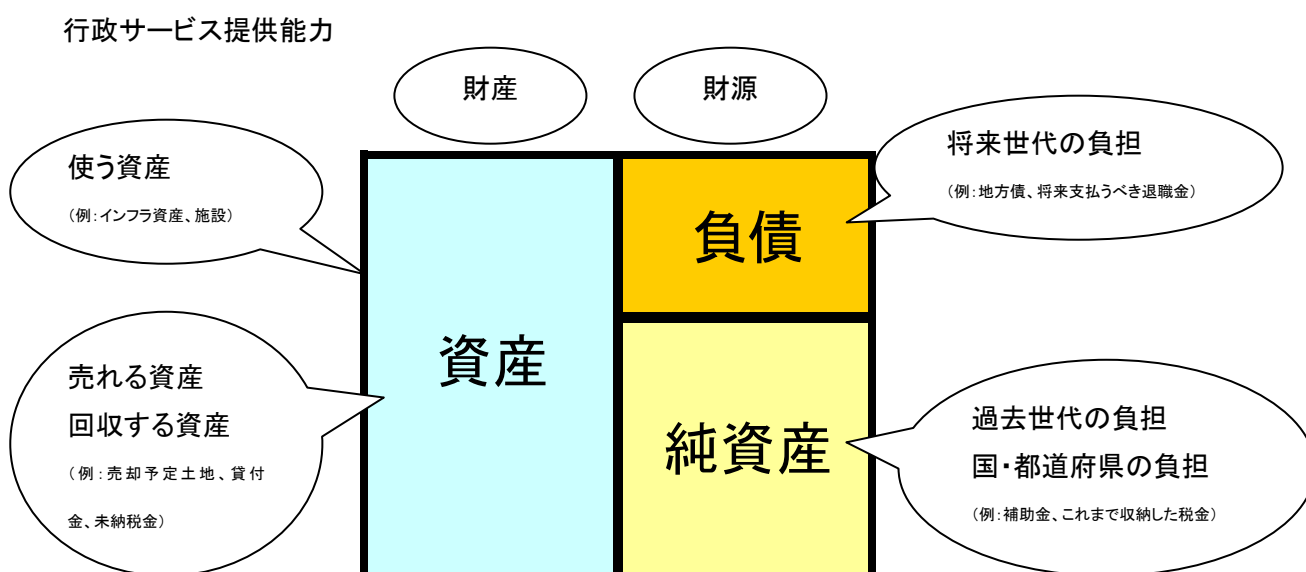 行政サービス提供能力
財産
財源
使う資産
（例：インフラ資産、施設）
将来世代の負担
（例：地方債、将来支払うべき退職金）
負債
資産
売れる資産
回収する資産
（例：売却予定土地、貸付
金、未納税金）
純資産
過去世代の負担
国・都道府県の負担
（例：補助金、これまで収納した税金）